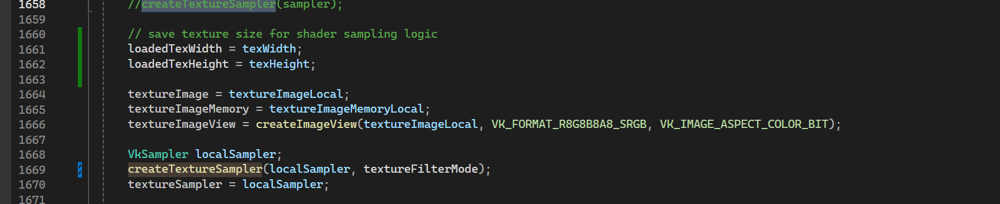 1658 //createTextureSampler(sampler);
1659
1660 // save texture size for shader sampling logic
1661 loadedTexWidth = texWidth;
1662 loadedTexHeight = texHeight;
1663
1664 textureImage = textureImageLocal;
1665 textureImageMemory = textureImageMemoryLocal;
1666 textureImageView = createImageView(textureImageLocal, VK_FORMAT_R8G8B8A8_SRGB, VK_IMAGE_ASPECT_COLOR_BIT);
1667
1668 VkSampler localSampler;
1669 createTextureSampler(localSampler, textureFilterMode);
1670 textureSampler = localSampler;
1671